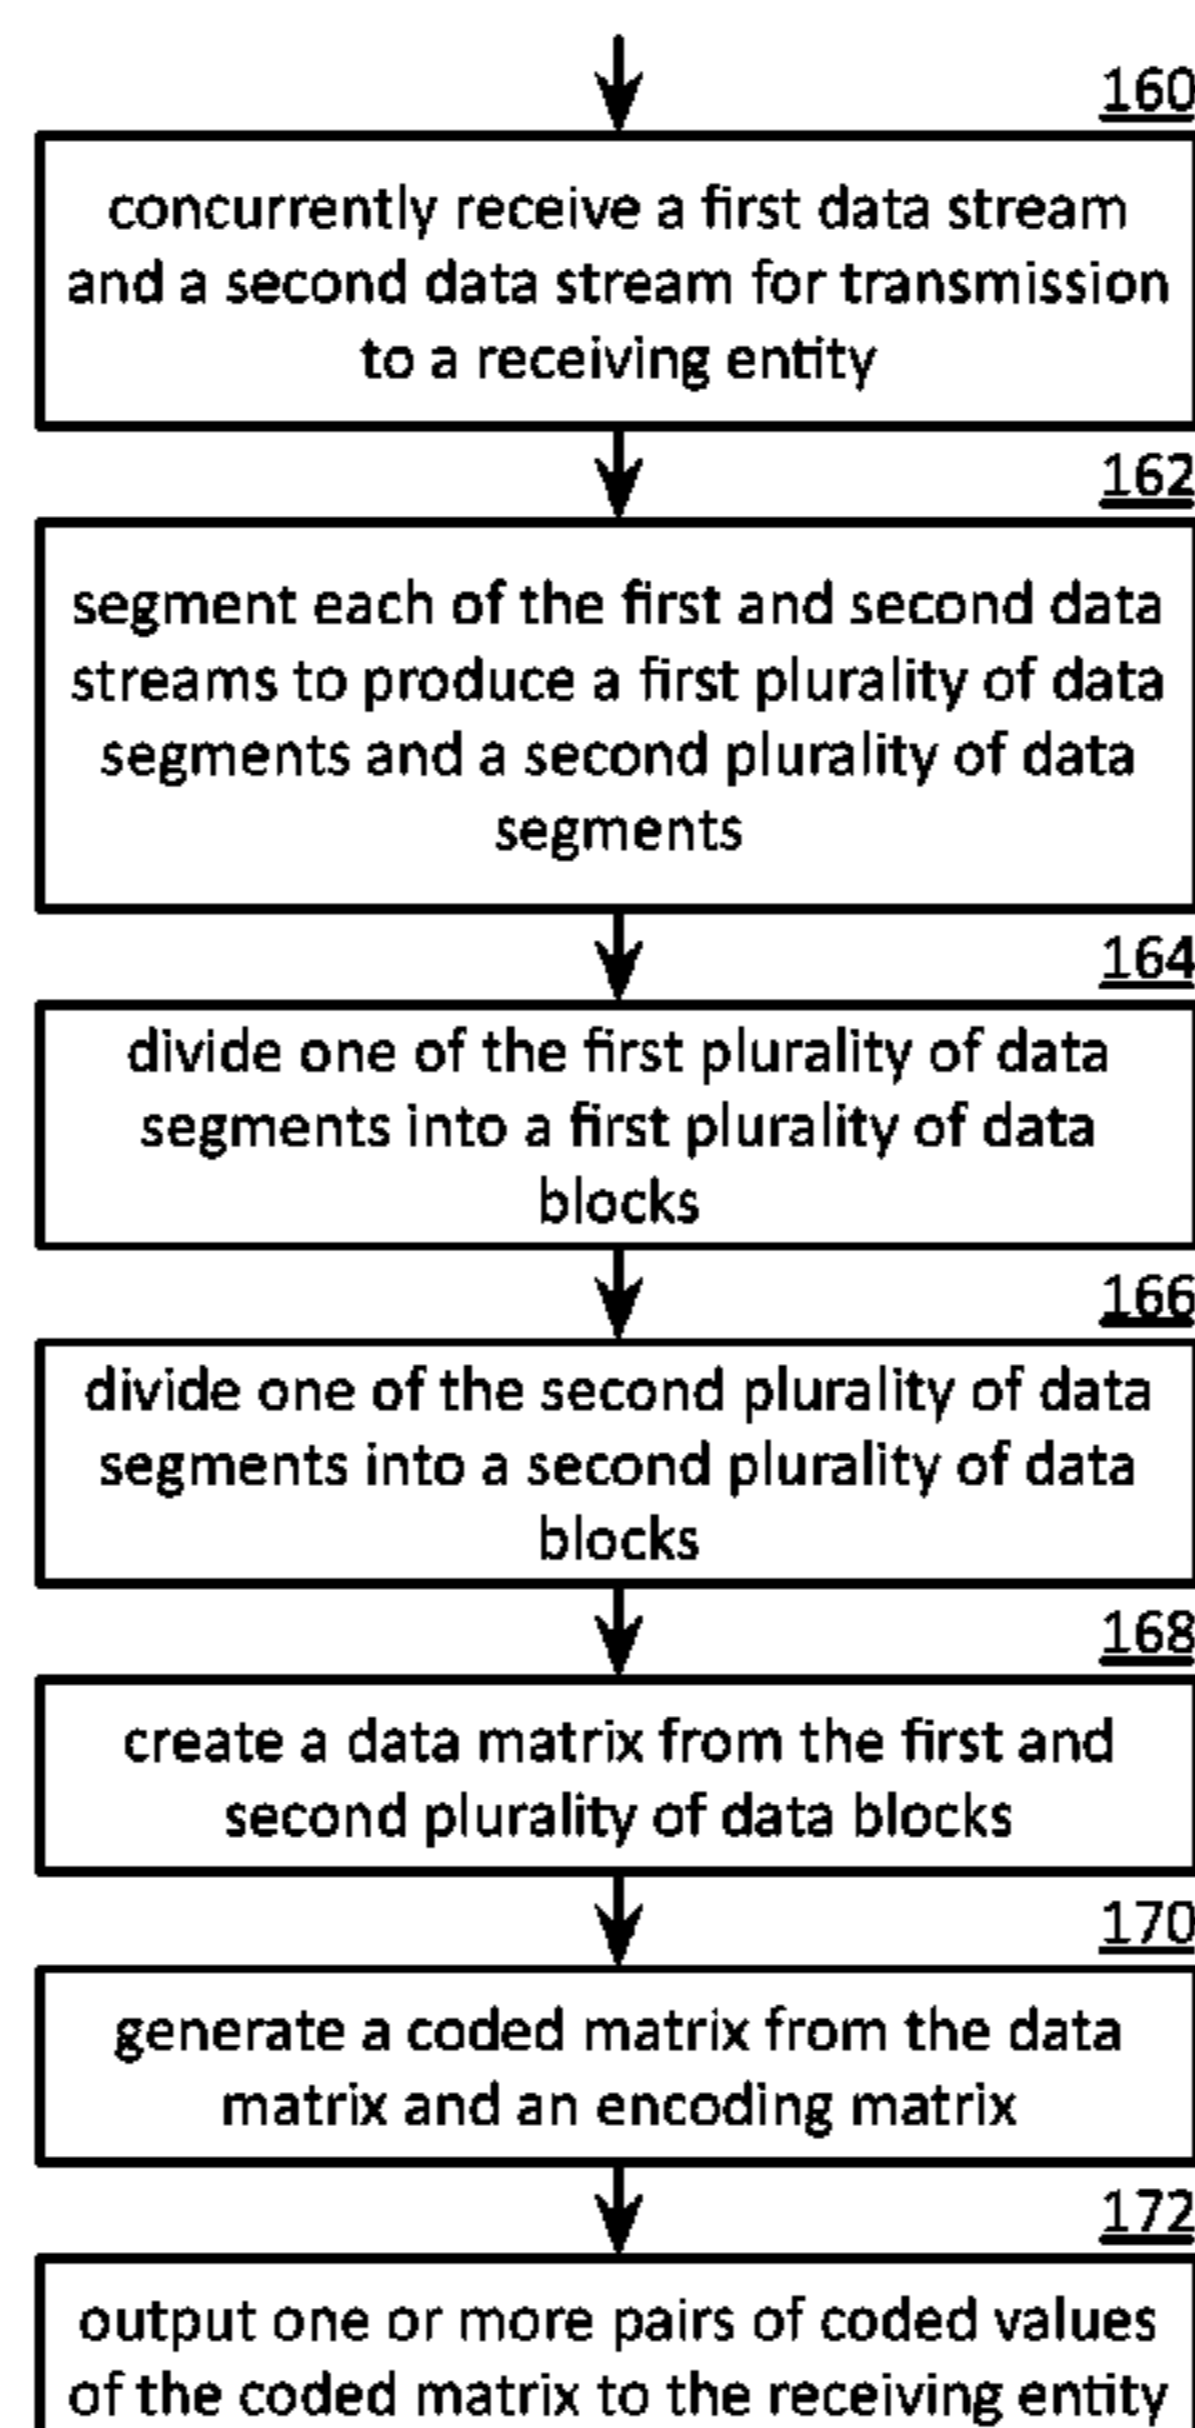 160
concurrently receive a first data stream
and a second data stream for transmission
to a receiving entity
162
segment each of the first and second data
streams to produce a first plurality of data
segments and a second plurality of data
segments
164
divide one of the first plurality of data
segments into a first plurality of data
blocks
166
divide one of the second plurality of data
segments into a second plurality of data
blocks
168
create a data matrix from the first and
second plurality of data blocks
170
generate a coded matrix from the data
matrix and an encoding matrix
172
output one or more pairs of coded values
of the coded matrix to the receiving entity